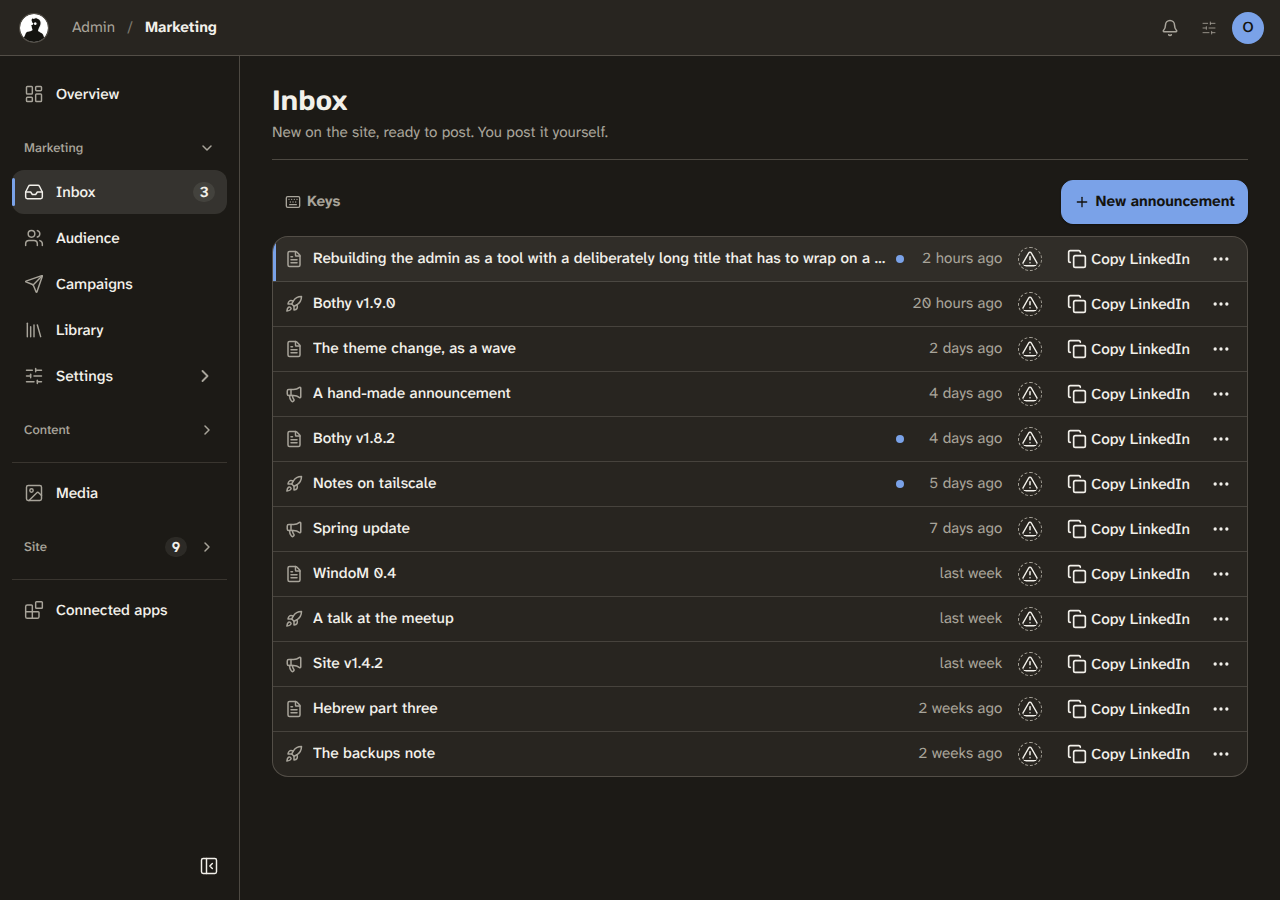 Admin / Marketing
O
Overview
Marketing
Inbox 3
Audience
Campaigns
Library
Settings
Content
Media
Site 9
Connected apps
Inbox
New on the site, ready to post. You post it yourself.
Keys
+ New announcement
Rebuilding the admin as a tool with a deliberately long title that has to wrap on a ... 2 hours ago Copy LinkedIn
Bothy v1.9.0 20 hours ago Copy LinkedIn
The theme change, as a wave 2 days ago Copy LinkedIn
A hand-made announcement 4 days ago Copy LinkedIn
Bothy v1.8.2 4 days ago Copy LinkedIn
Notes on tailscale 5 days ago Copy LinkedIn
Spring update 7 days ago Copy LinkedIn
WindoM 0.4 last week Copy LinkedIn
A talk at the meetup last week Copy LinkedIn
Site v1.4.2 last week Copy LinkedIn
Hebrew part three 2 weeks ago Copy LinkedIn
The backups note 2 weeks ago Copy LinkedIn